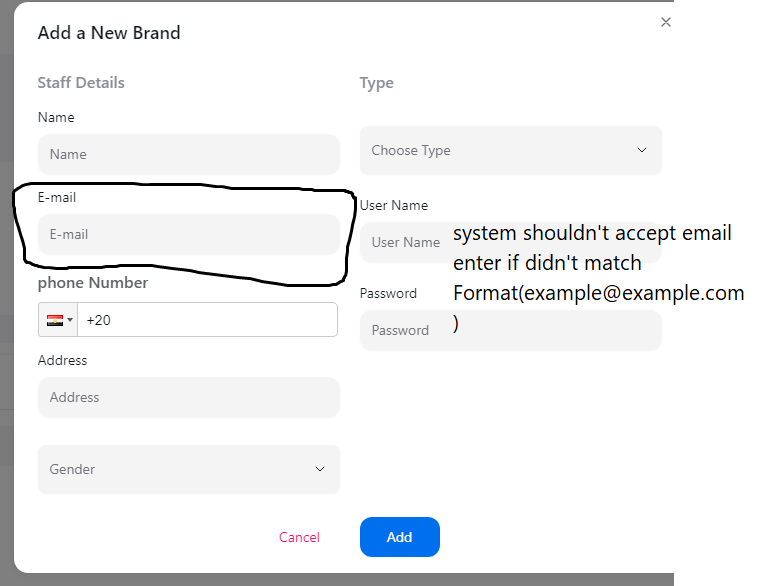 Add a New Brand
Staff Details
Name
Name
E-mail
E-mail
phone Number
+20
Address
Address
Gender
Type
Choose Type
User Name
User Name
Password
Password
system shouldn't accept email
enter if didn't match
Format(example@example.com
)
Cancel
Add